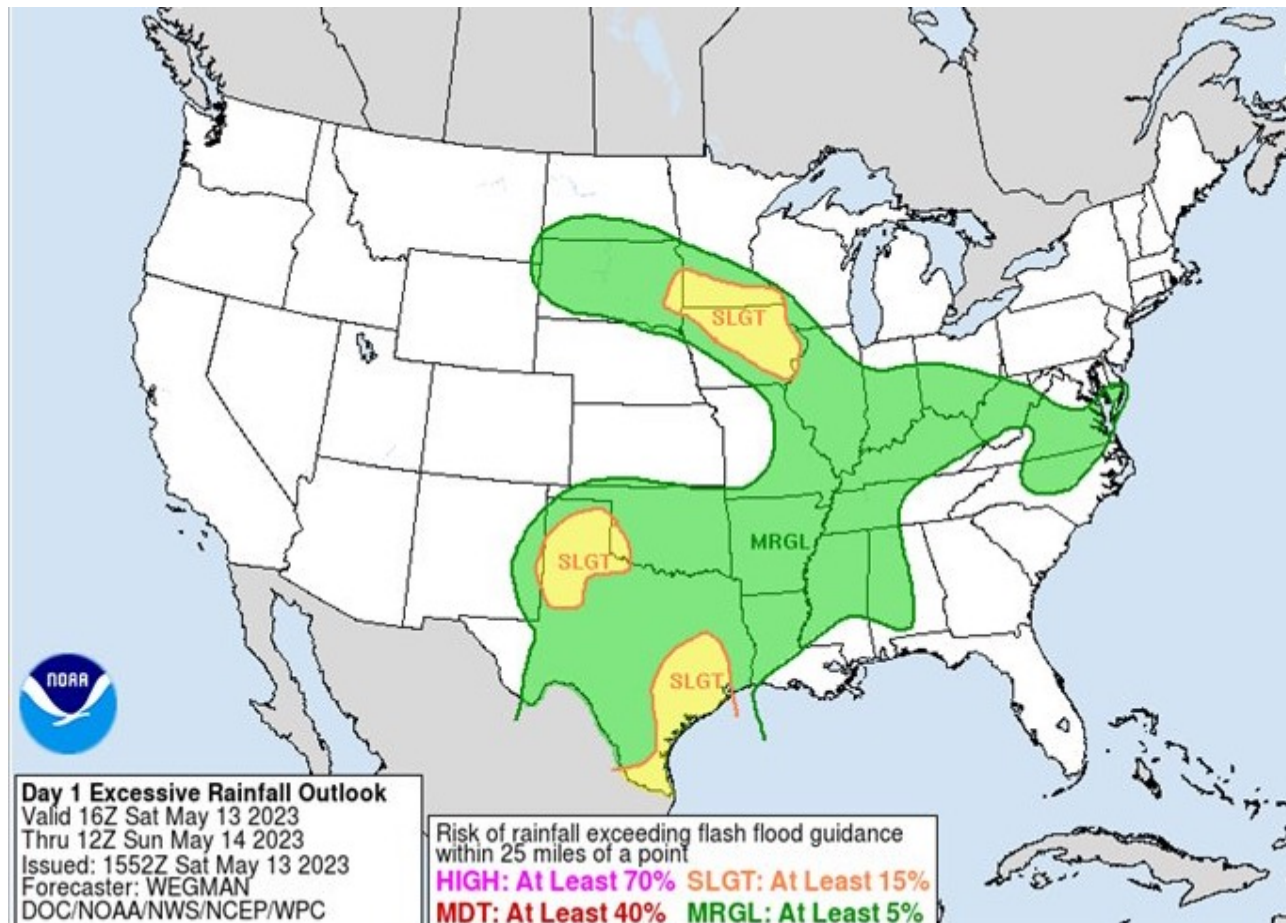 SLGT
SLGT
MRGL
SLGT
NOAA
Day 1 Excessive Rainfall Outlook
Valid 16Z Sat May 13 2023
Thru 12Z Sun May 14 2023
Issued: 1552Z Sat May 13 2023
Forecaster: WEGMAN
DOC/NOAA/NWS/NCEP/WPC
Risk of rainfall exceeding flash flood guidance
within 25 miles of a point
HIGH: At Least 70% SLGT: At Least 15%
MDT: At Least 40% MRGL: At Least 5%